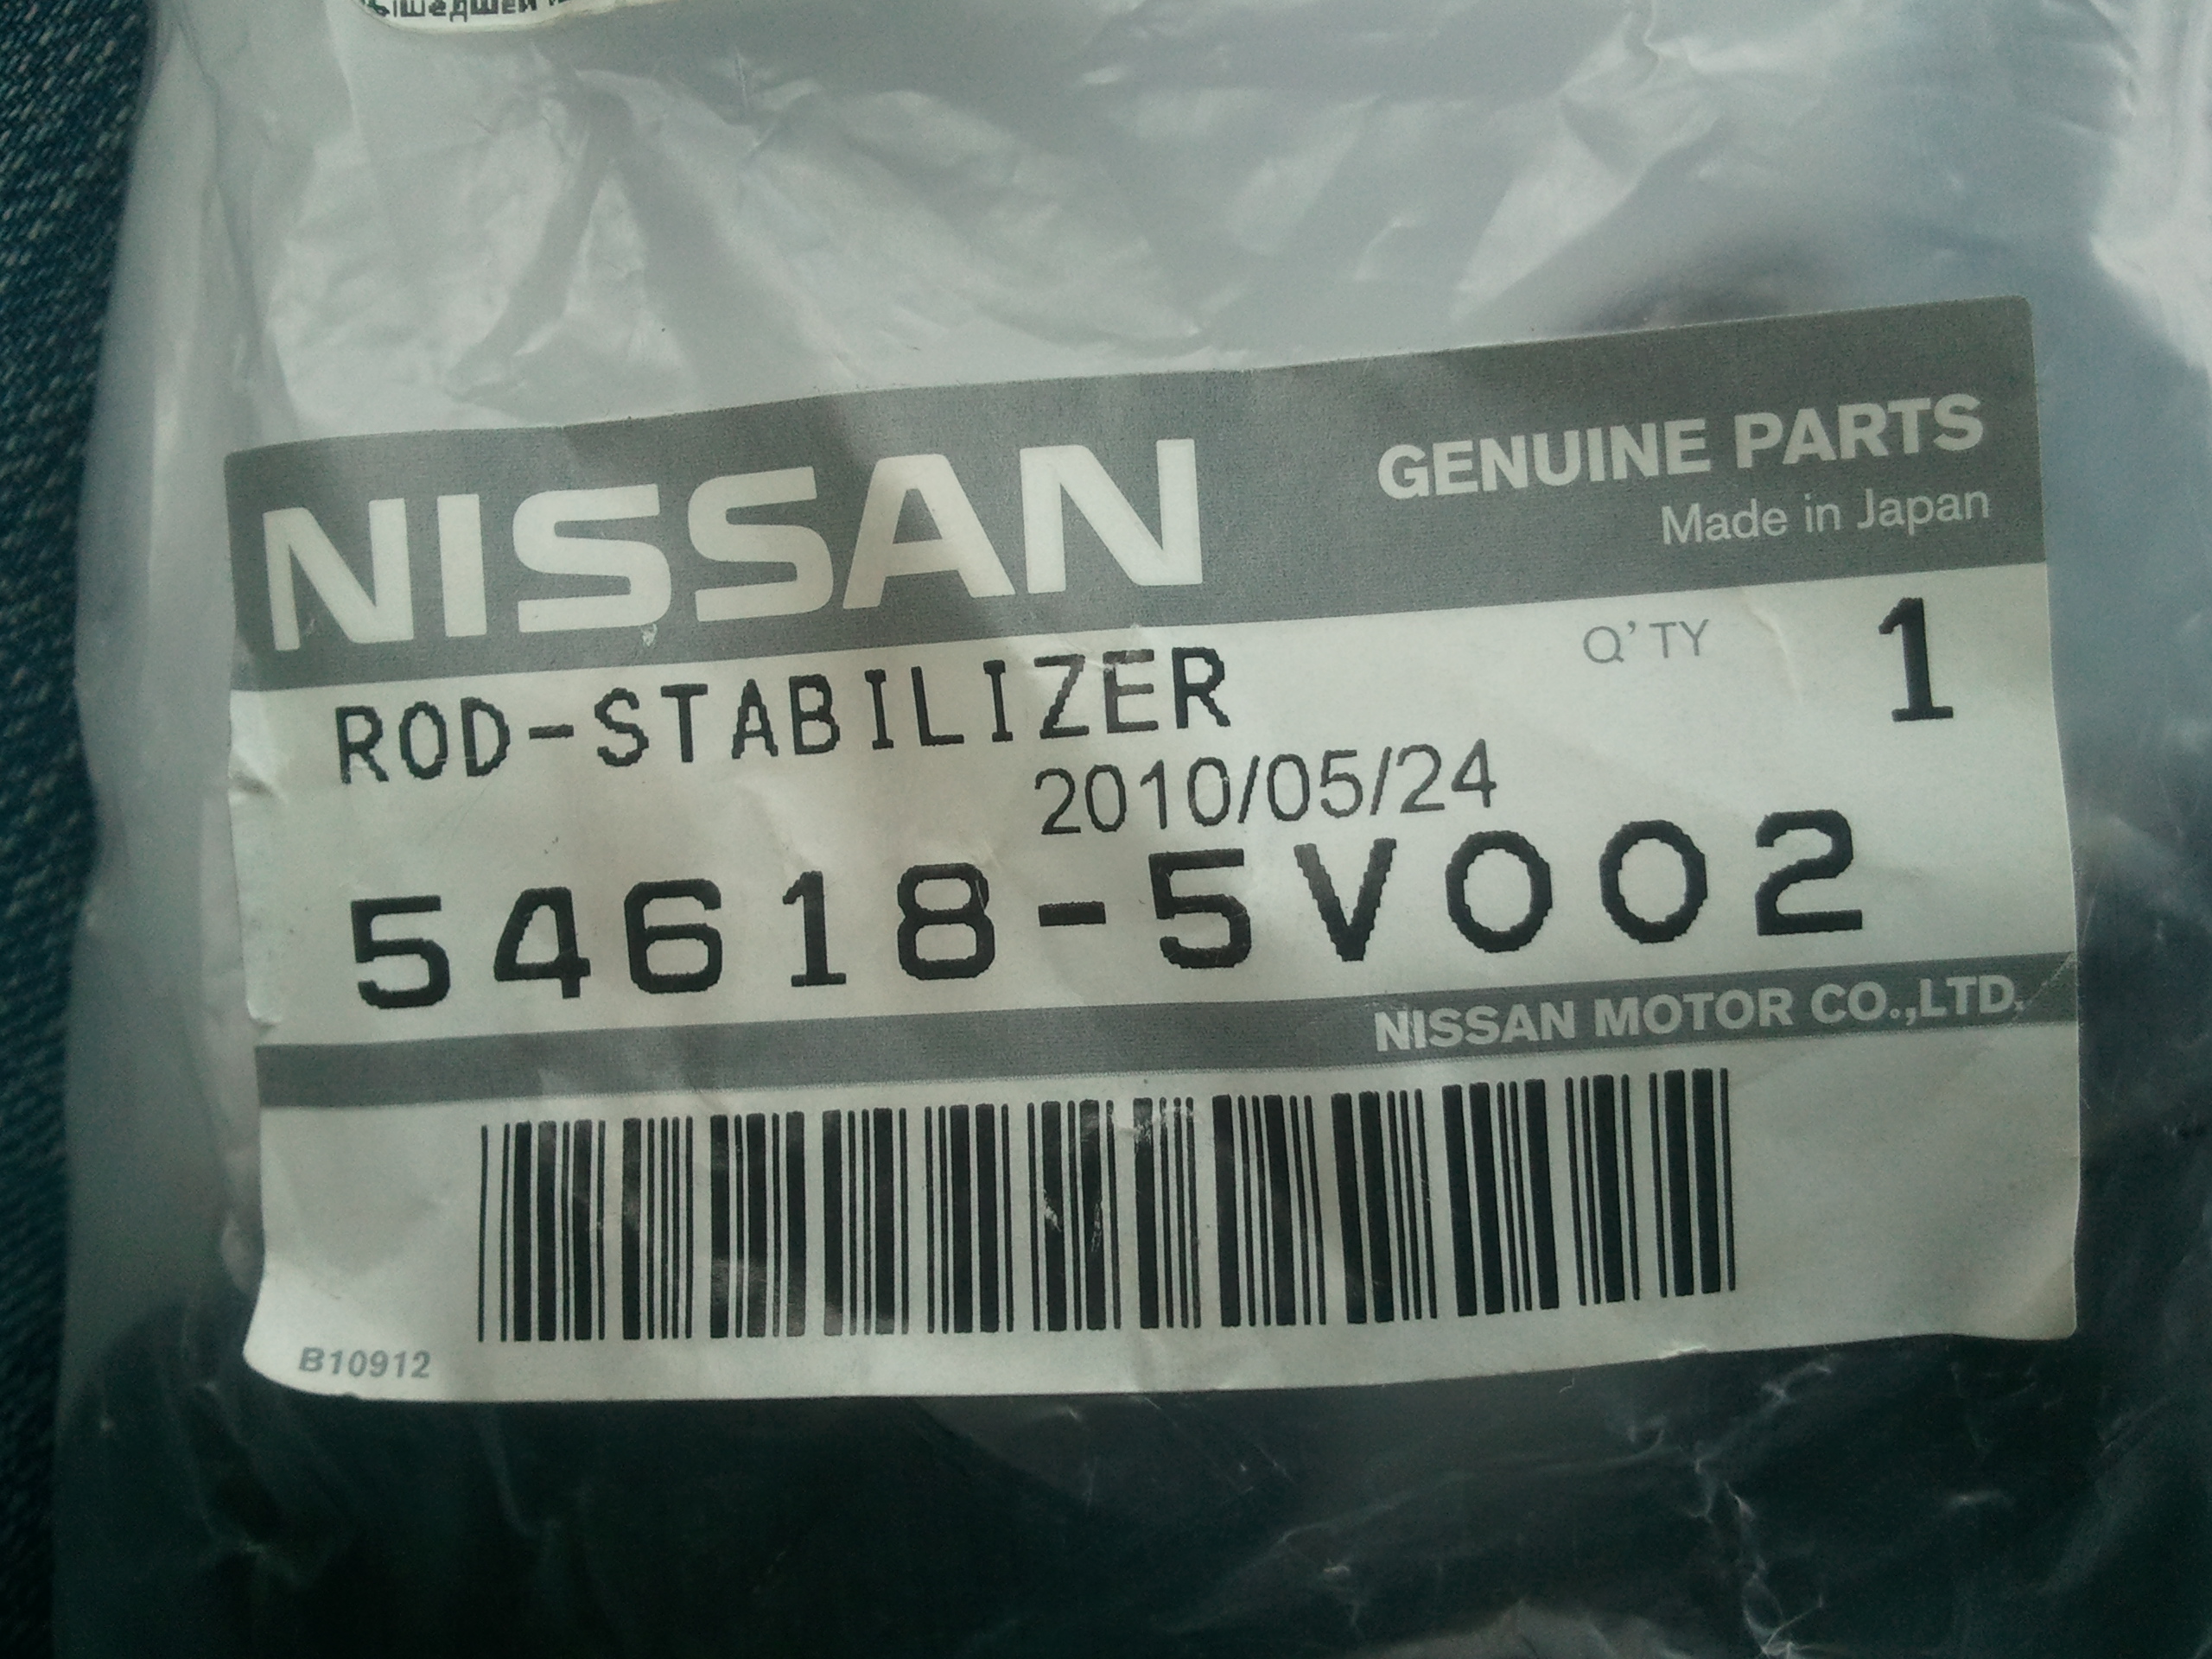 NISSAN
GENUINE PARTS
Made in Japan
ROD-STABILIZER
Q'TY 1
2010/05/24
54618-5V002
NISSAN MOTOR CO.,LTD.
B10912